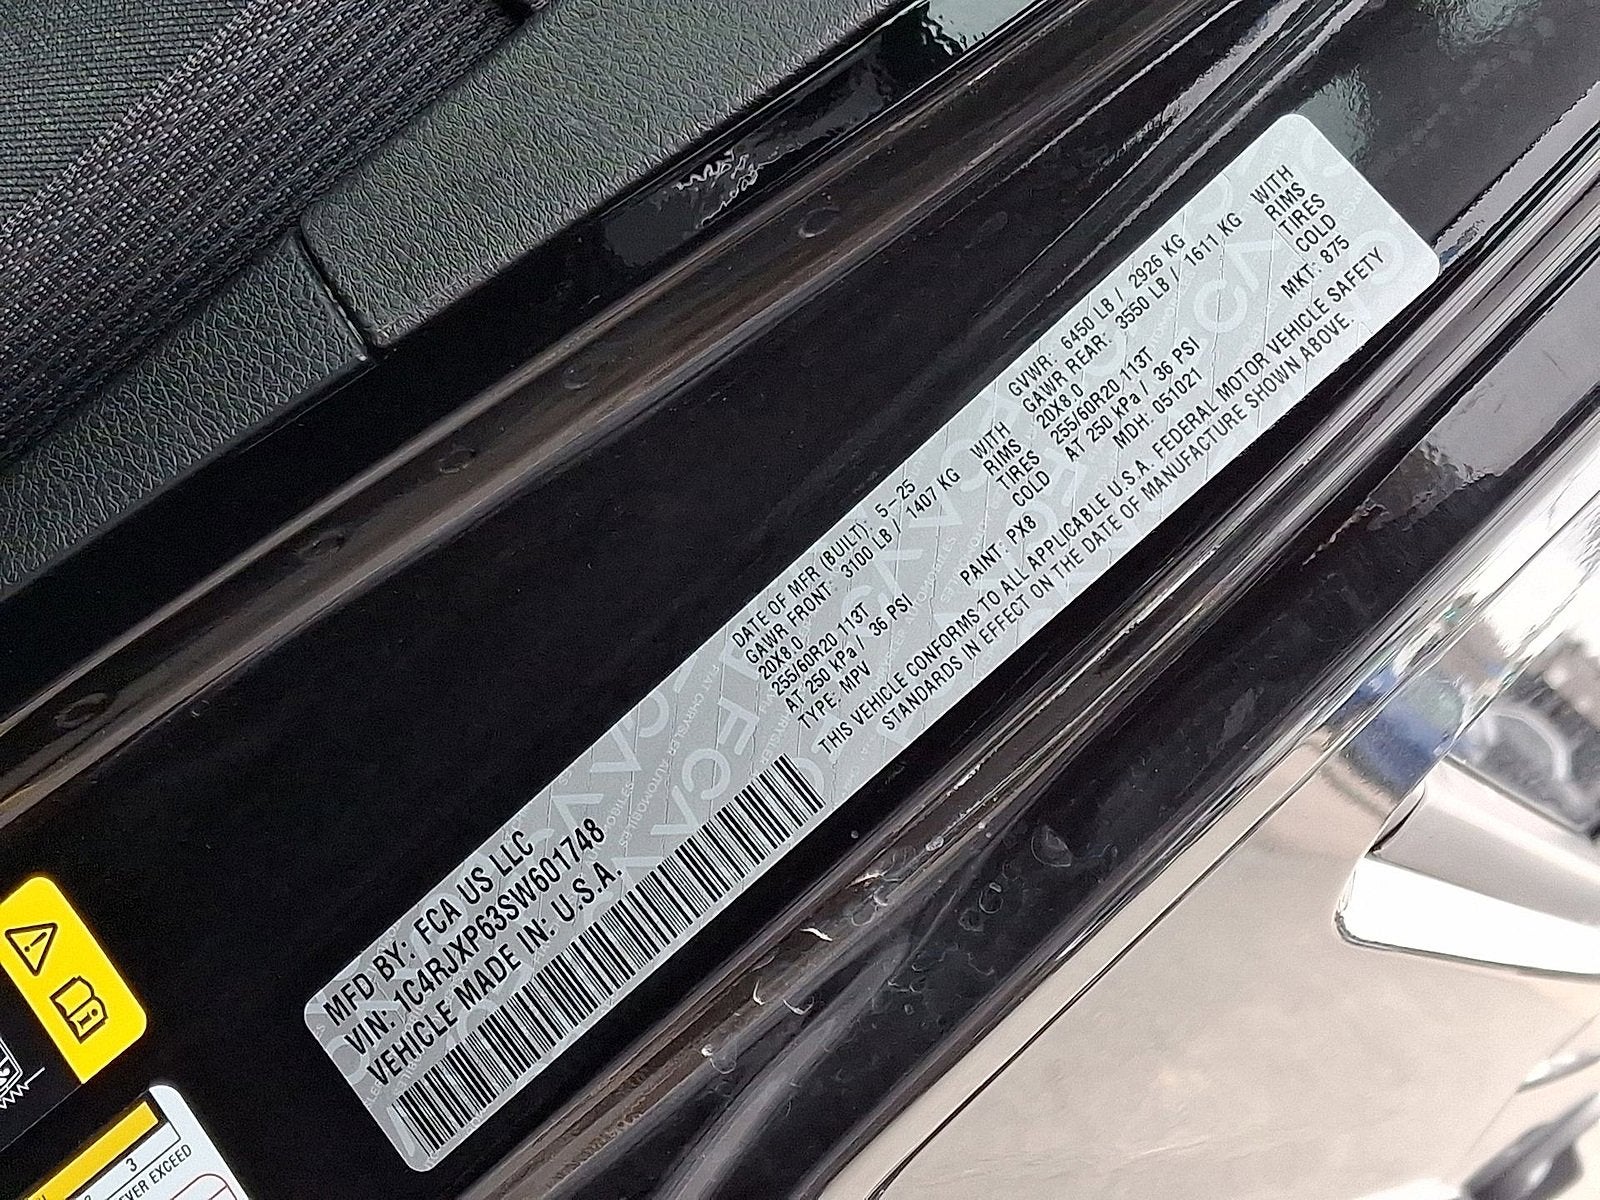 MFD BY: FCA US LLC
VIN: 1C4RJXP63SW601748
VEHICLE MADE IN: U.S.A.
DATE OF MFR (BUILT): 5-25 GVWR: 6450 LB / 2926 KG
GAWR FRONT: 3100 LB / 1407 KG WITH GAWR REAR: 3550 LB / 1611 KG WITH
20X8.0 RIMS 20X8.0 RIMS
255/60R20 113T TIRES 255/60R20 113T TIRES
AT 250 kPa / 36 PSI COLD AT 250 kPa / 36 PSI COLD
TYPE: MPV PAINT: PX8 MDH: 051021 MKT: 875
THIS VEHICLE CONFORMS TO ALL APPLICABLE U.S.A. FEDERAL MOTOR VEHICLE SAFETY
STANDARDS IN EFFECT ON THE DATE OF MANUFACTURE SHOWN ABOVE.
3
EVER EXCEED